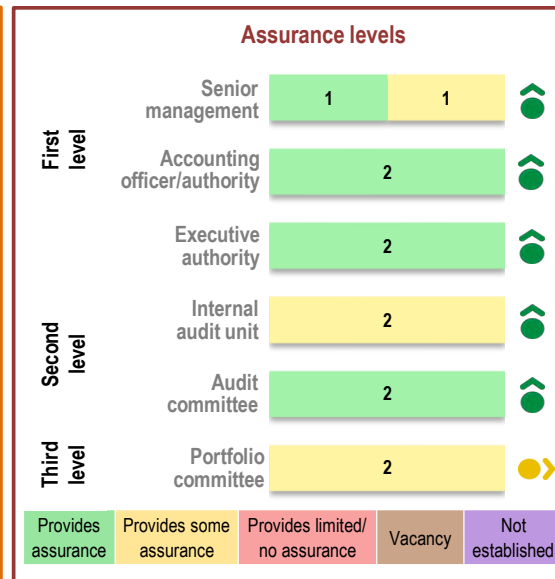 Assurance levels
First
level
Senior
management
1
1
Accounting
officer/authority
2
Executive
authority
2
Second
level
Internal
audit unit
2
Audit
committee
2
Third
level
Portfolio
committee
2
Provides
assurance
Provides some
assurance
Provides limited/
no assurance
Vacancy
Not
established